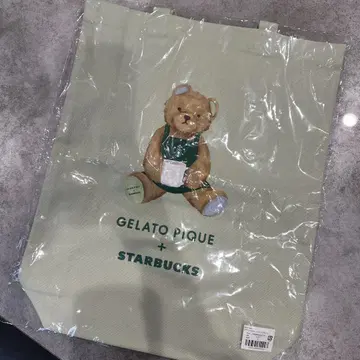 GELATO PIQUE
+
STARBUCKS